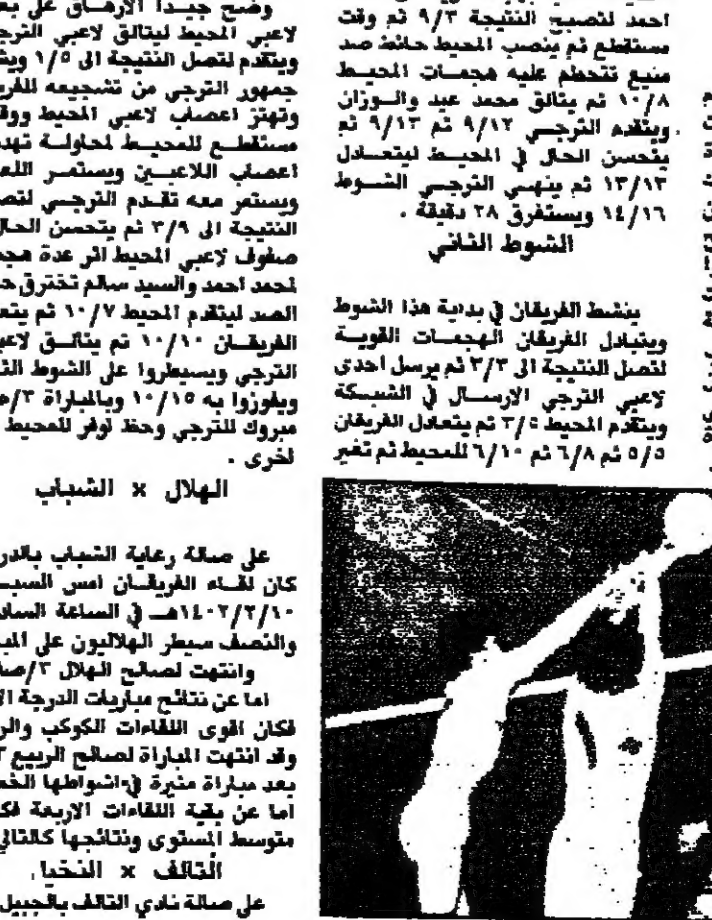 احمد لتصبح النتيجة ٩/٣ ثم وقت
مستقطع ثم ينصب المحيط حائط صد
منيع تتحطم عليه هجمات المحيط
١٠/٨ ثم يتالق محمد عبد والوزان
ويتقدم الترجي ٩/١٢ ثم ٩/١٣ ثم
يتحسن الحال في المحيط ليتعادل
١٣/١٣ ثم ينهي الترجي الشوط
١٤/١٦ ويستغرق ٢٨ دقيقة .
الشوط الثاني
ينشط الفريقان في بداية هذا الشوط
ويتبادل الفريقان الهجمات القوية
لتصل النتيجة الى ٣/٣ ثم يرسل احدى
لاعبي الترجي الارسال في الشبكة
ويتقدم المحيط ٣/٥ ثم يتعادل الفريقان
٥/٥ ثم ٦/٨ ثم ٦/١٠ للمحيط ثم تغير
وضح جيدا الارهاق على
لاعبي المحيط ليتالق لاعبي
ويتقدم لتصل النتيجة الى ١/٥
جمهور الترجي من تشجيعه
وتهتز اعصاب لاعبي المحيط
مستقطع للمحيط لمحاولة
اعصاب اللاعبين ويستمر
ويستمر معه تقدم الترجي
النتيجة الى ٣/٩ ثم يتحسن
صفوف لاعبي المحيط اثر عدة
لمحمد احمد والسيد سالم تخترق
الصد ليتقدم المحيط ١٠/٧ ثم
الفريقان ١٠/١٠ ثم يتالق
الترجي ويسيطروا على الشوط
ويفوزوا به ١٠/١٥ وبالمباراة
مبروك للترجي وحظ اوفر للمحيط
اخرى .
الهلال × الشباب
على صالة رعاية الشباب
كان لقاء الفريقان امس
١٤٠٢/٢/١٠هـ في الساعة
والنصف سيطر الهلاليون على
وانتهت لصالح الهلال
اما عن نتائج مباريات الدرجة
فكان اقوى اللقاءات الكوكب
وقد انتهت المباراة لصالح الربيع
بعد مباراة مثيرة في اشواطها
اما عن بقية اللقاءات الاربعة
متوسط المستوى ونتائجها
التالف × النخيل
على صالة نادي التالف بالجبيل